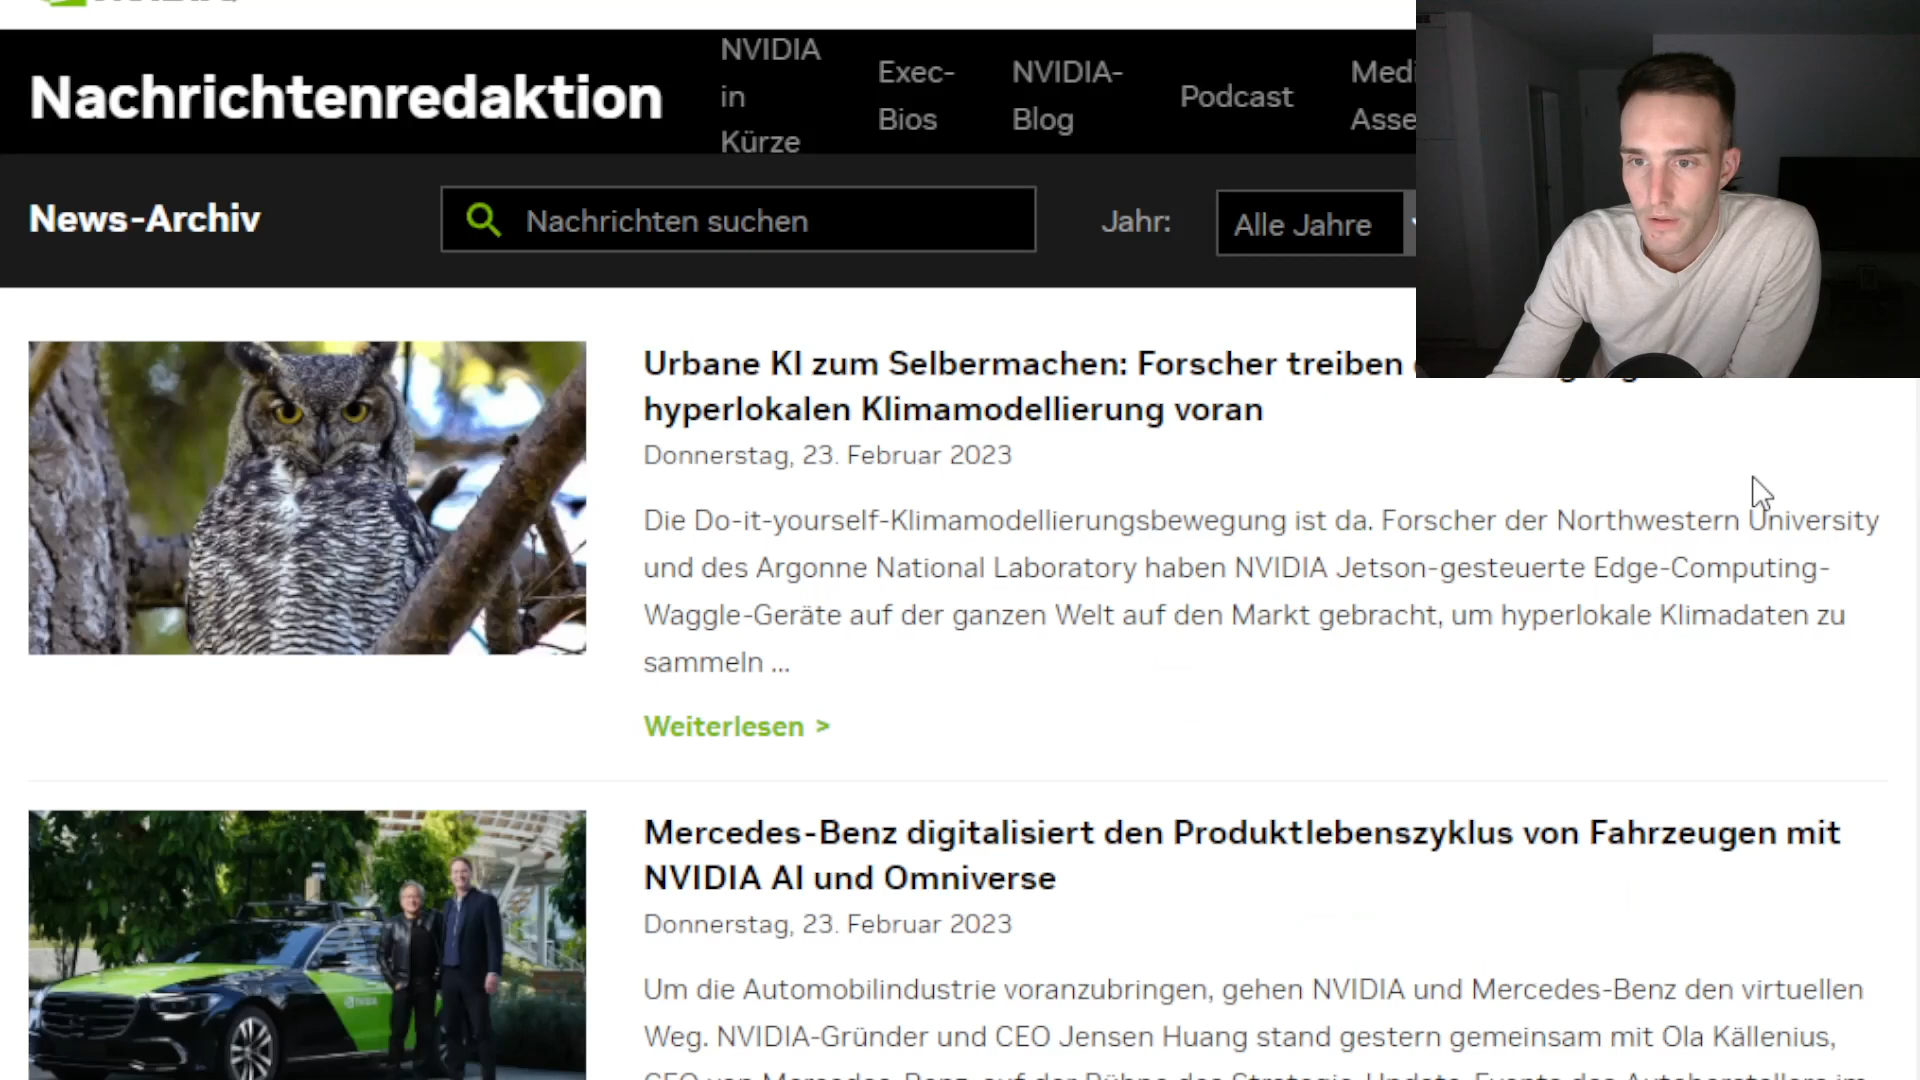 Nachrichtenredaktion
NVIDIA
in
Kürze
Exec-
Bios
NVIDIA-
Blog
Podcast
Medi
Asse
News-Archiv
Nachrichten suchen
Jahr:
Alle Jahre
Urbane KI zum Selbermachen: Forscher treiben
hyperlokalen Klimamodellierung voran
Donnerstag, 23. Februar 2023
Die Do-it-yourself-Klimamodellierungsbewegung ist da. Forscher der Northwestern University
und des Argonne National Laboratory haben NVIDIA Jetson-gesteuerte Edge-Computing-
Waggle-Geräte auf der ganzen Welt auf den Markt gebracht, um hyperlokale Klimadaten zu
sammeln ...
Weiterlesen >
Mercedes-Benz digitalisiert den Produktlebenszyklus von Fahrzeugen mit
NVIDIA AI und Omniverse
Donnerstag, 23. Februar 2023
Um die Automobilindustrie voranzubringen, gehen NVIDIA und Mercedes-Benz den virtuellen
Weg. NVIDIA-Gründer und CEO Jensen Huang stand gestern gemeinsam mit Ola Källenius,